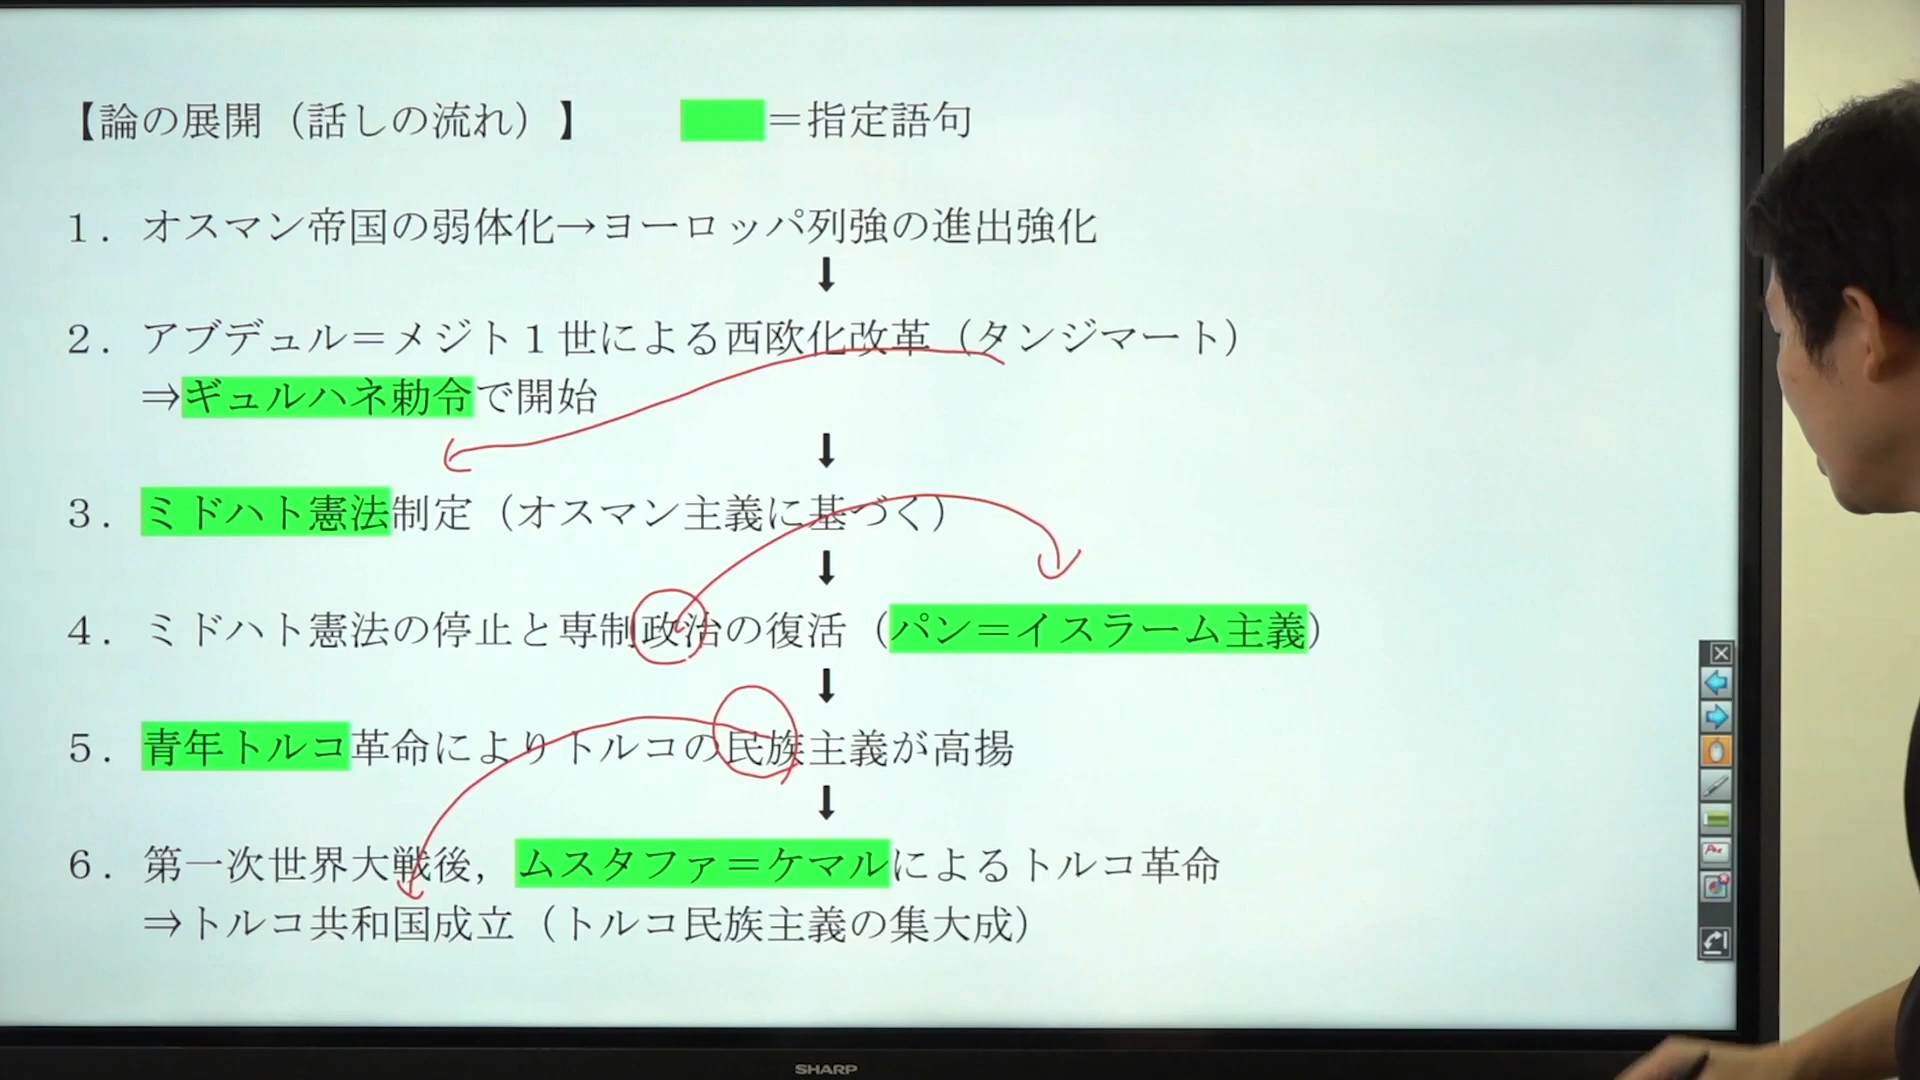 【論の展開（話しの流れ）】 ＝指定語句
１．オスマン帝国の弱体化→ヨーロッパ列強の進出強化
２．アブデュル＝メジト１世による西欧化改革（タンジマート）
⇒ギュルハネ勅令で開始
３．ミドハト憲法制定（オスマン主義に基づく）
４．ミドハト憲法の停止と専制政治の復活（パン＝イスラーム主義）
５．青年トルコ革命によりトルコの民族主義が高揚
６．第一次世界大戦後，ムスタファ＝ケマルによるトルコ革命
⇒トルコ共和国成立（トルコ民族主義の集大成）
SHARP